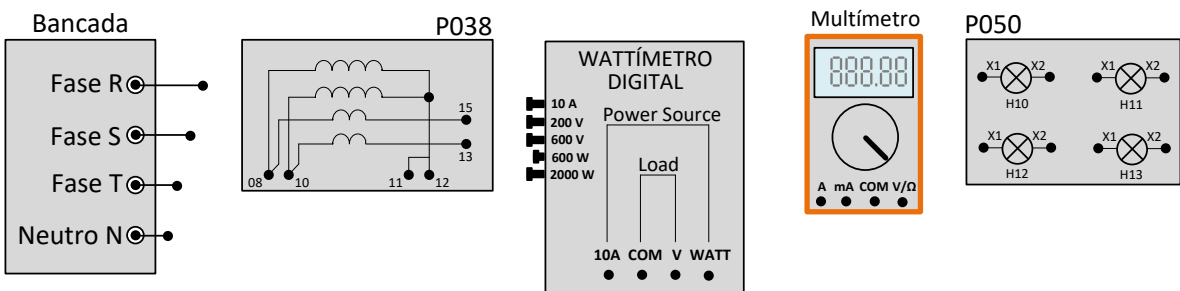 Bancada
Fase R
Fase S
Fase T
Neutro N
P038
15
13
08
10
11
12
WATTÍMETRO
DIGITAL
10 A
200 V
600 V
600 W
2000 W
Power Source
Load
10A COM V WATT
Multímetro
000.00
A mA COM V/Ω
P050
X1 X2
H10
X1 X2
H11
X1 X2
H12
X1 X2
H13